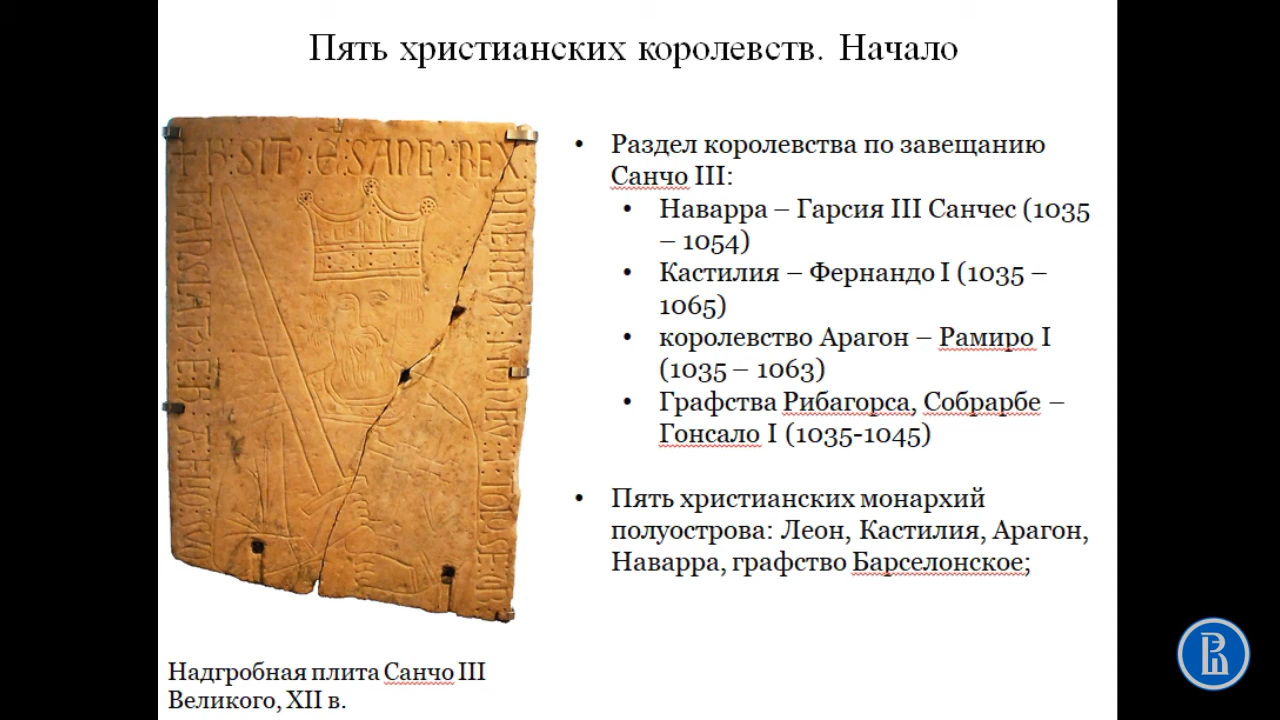 Пять христианских королевств. Начало
• Раздел королевства по завещанию
Санчо III:
• Наварра – Гарсия III Санчес (1035
– 1054)
• Кастилия – Фернандо I (1035 –
1065)
• королевство Арагон – Рамиро I
(1035 – 1063)
• Графства Рибагорса, Собрарбе –
Гонсало I (1035-1045)
• Пять христианских монархий
полуострова: Леон, Кастилия, Арагон,
Наварра, графство Барселонское;
REX
Надгробная плита Санчо III
Великого, XII в.